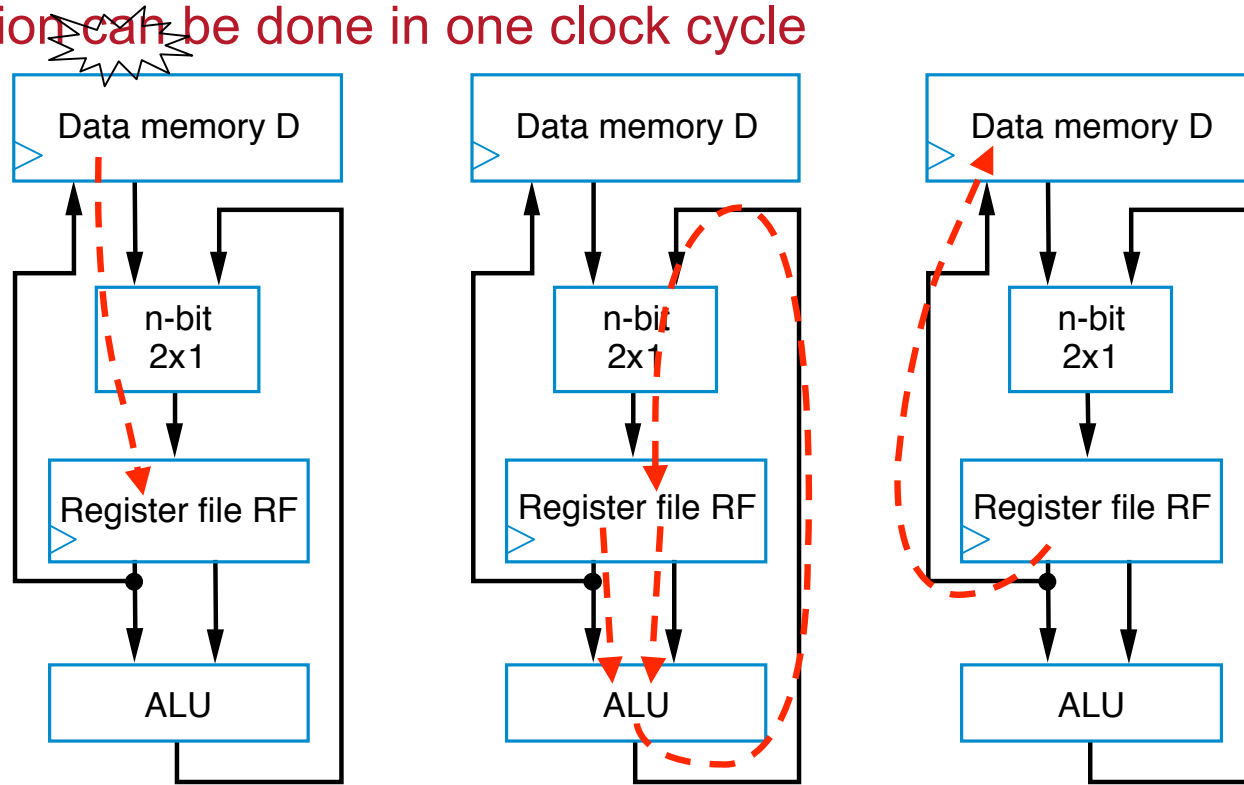 ion can be done in one clock cycle
Data memory D
n-bit
2x1
Register file RF
ALU
Data memory D
n-bit
2x1
Register file RF
ALU
Data memory D
n-bit
2x1
Register file RF
ALU